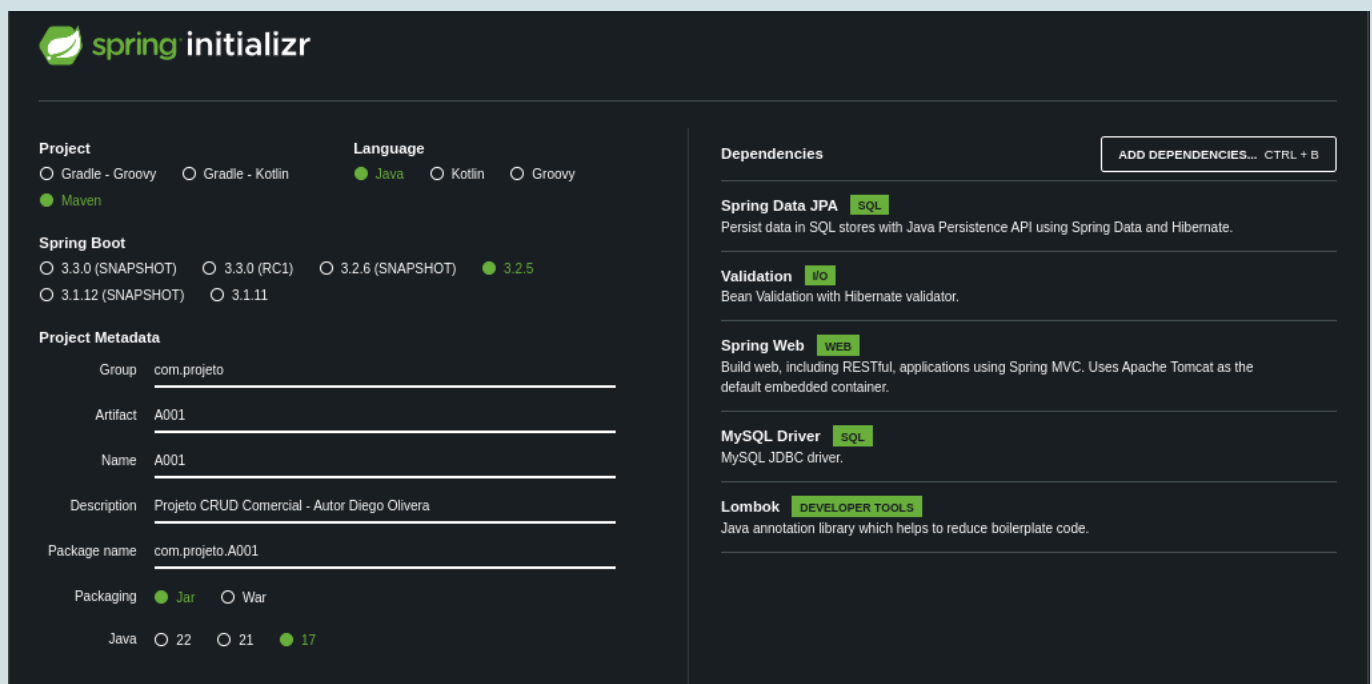 spring initializr
Project
Gradle - Groovy Gradle - Kotlin
Maven
Language
Java Kotlin Groovy
Spring Boot
3.3.0 (SNAPSHOT) 3.3.0 (RC1) 3.2.6 (SNAPSHOT) 3.2.5
3.1.12 (SNAPSHOT) 3.1.11
Project Metadata
Group com.projeto
Artifact A001
Name A001
Description Projeto CRUD Comercial - Autor Diego Olivera
Package name com.projeto.A001
Packaging Jar War
Java 22 21 17
Dependencies
ADD DEPENDENCIES... CTRL + B
Spring Data JPA SQL
Persist data in SQL stores with Java Persistence API using Spring Data and Hibernate.
Validation I/O
Bean Validation with Hibernate validator.
Spring Web WEB
Build web, including RESTful, applications using Spring MVC. Uses Apache Tomcat as the
default embedded container.
MySQL Driver SQL
MySQL JDBC driver.
Lombok DEVELOPER TOOLS
Java annotation library which helps to reduce boilerplate code.